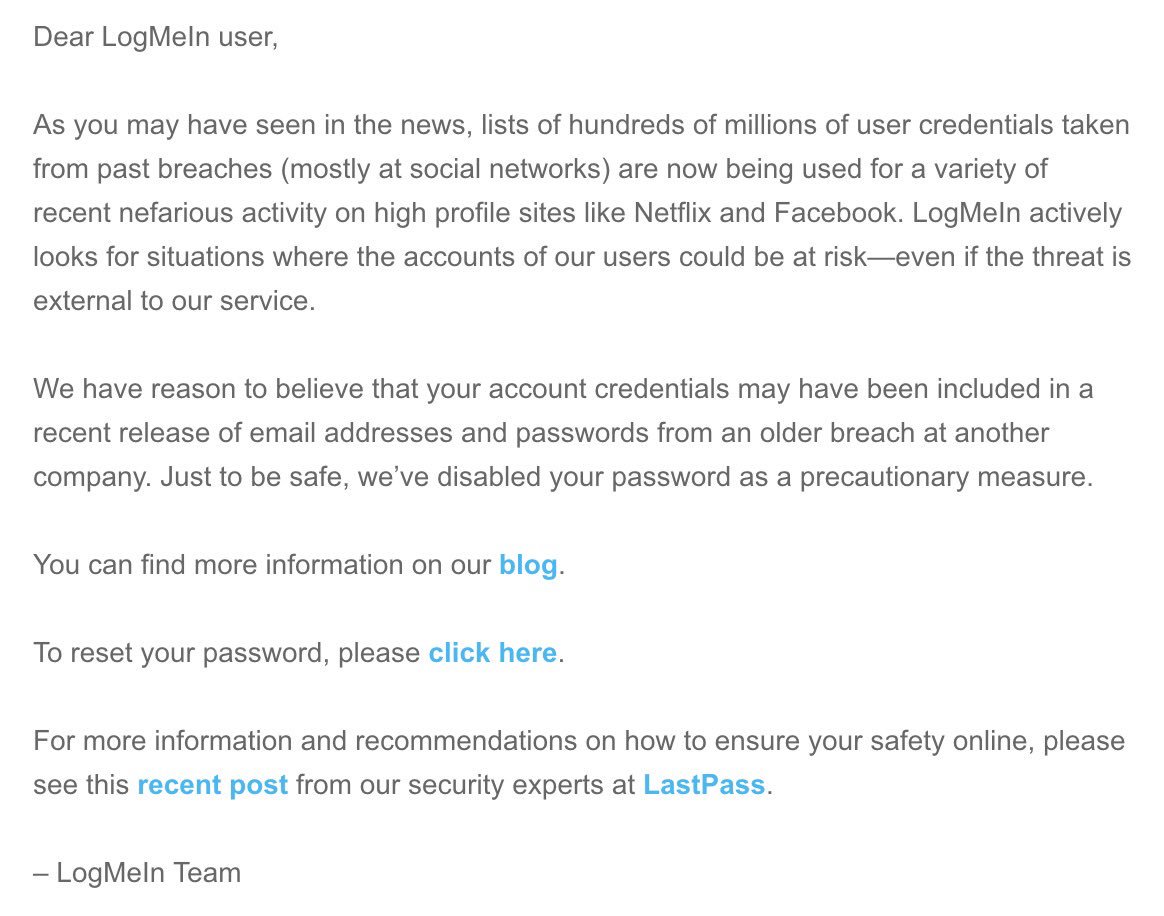 Dear LogMeIn user,
As you may have seen in the news, lists of hundreds of millions of user credentials taken
from past breaches (mostly at social networks) are now being used for a variety of
recent nefarious activity on high profile sites like Netflix and Facebook. LogMeIn actively
looks for situations where the accounts of our users could be at risk—even if the threat is
external to our service.
We have reason to believe that your account credentials may have been included in a
recent release of email addresses and passwords from an older breach at another
company. Just to be safe, we’ve disabled your password as a precautionary measure.
You can find more information on our blog.
To reset your password, please click here.
For more information and recommendations on how to ensure your safety online, please
see this recent post from our security experts at LastPass.
– LogMeIn Team